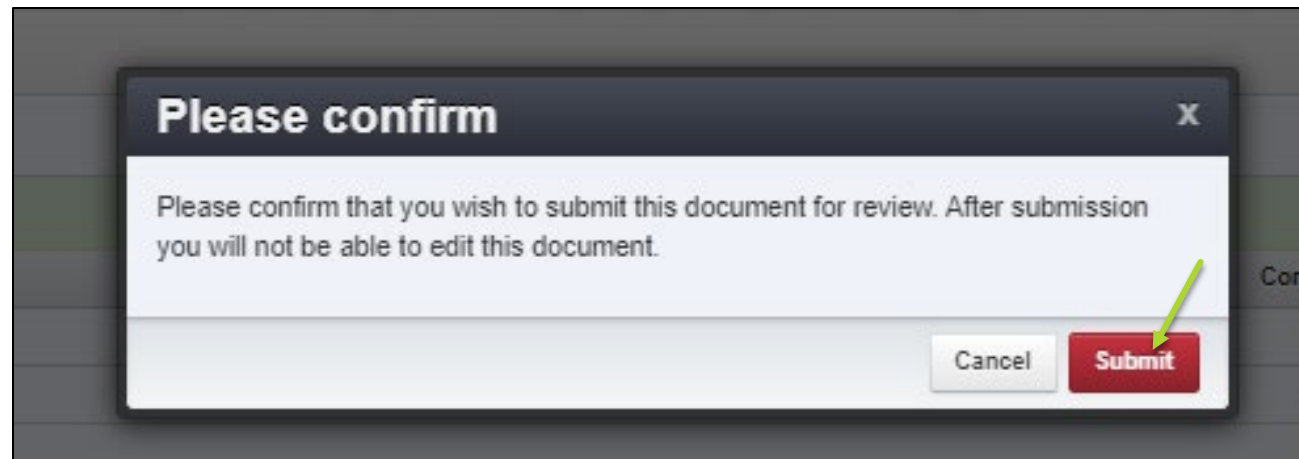 Please confirm
x
Please confirm that you wish to submit this document for review. After submission
you will not be able to edit this document.
Cor
Cancel
Submit